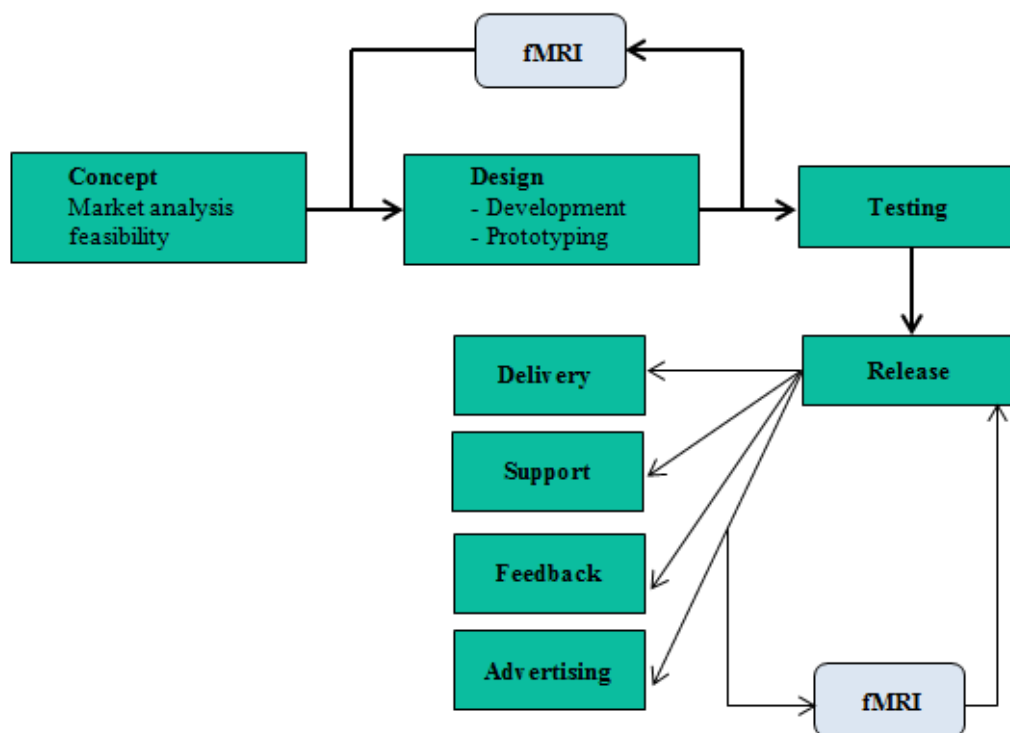 fMRI
Concept
Market analysis
feasibility
Design
- Development
- Prototyping
Testing
Release
Delivery
Support
Feedback
Advertising
fMRI